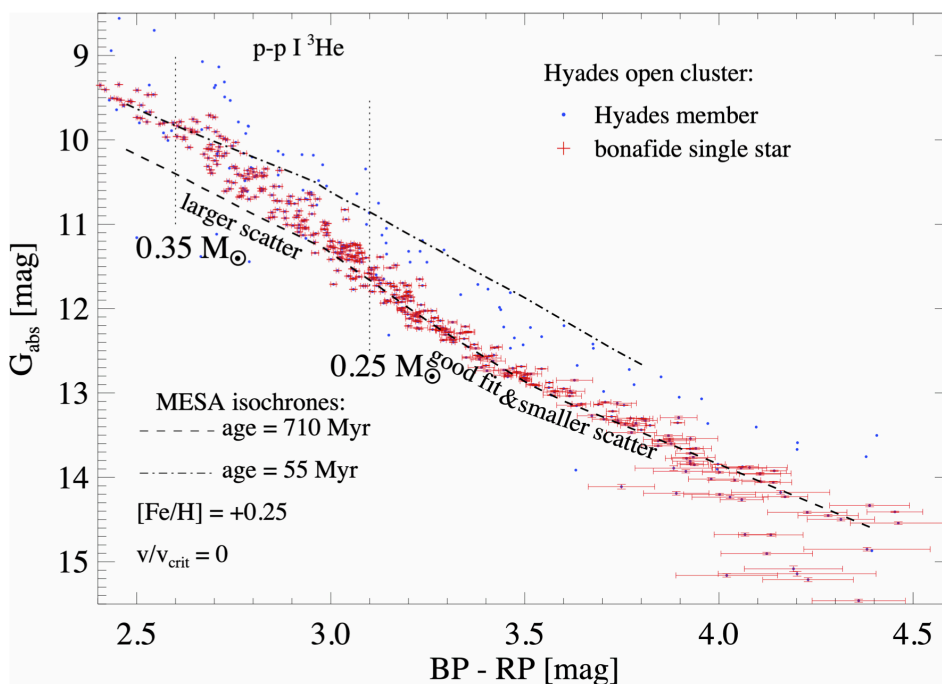 p-p I ³He
Hyades open cluster:
Hyades member
bonafide single star
larger scatter
0.35 M⊙
0.25 M⊙
good fit & smaller scatter
MESA isochrones:
age = 710 Myr
age = 55 Myr
[Fe/H] = +0.25
v/v_crit = 0
G_abs [mag]
9
10
11
12
13
14
15
2.5 3.0 3.5 4.0 4.5
BP - RP [mag]